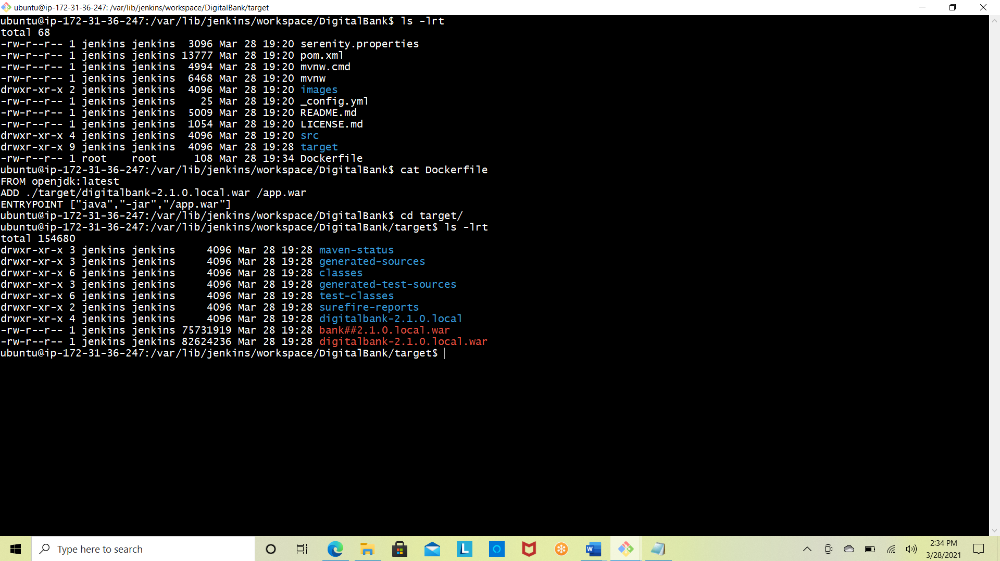 ubuntu@ip-172-31-36-247: /var/lib/jenkins/workspace/DigitalBank/target
ubuntu@ip-172-31-36-247:/var/lib/jenkins/workspace/DigitalBank$ ls -lrt
total 68
-rw-r--r-- 1 jenkins jenkins  3096 Mar 28 19:20 serenity.properties
-rw-r--r-- 1 jenkins jenkins 13777 Mar 28 19:20 pom.xml
-rw-r--r-- 1 jenkins jenkins  4994 Mar 28 19:20 mvnw.cmd
-rw-r--r-- 1 jenkins jenkins  6468 Mar 28 19:20 mvnw
drwxr-xr-x 2 jenkins jenkins  4096 Mar 28 19:20 images
-rw-r--r-- 1 jenkins jenkins    25 Mar 28 19:20 _config.yml
-rw-r--r-- 1 jenkins jenkins  5009 Mar 28 19:20 README.md
-rw-r--r-- 1 jenkins jenkins  1054 Mar 28 19:20 LICENSE.md
drwxr-xr-x 4 jenkins jenkins  4096 Mar 28 19:20 src
drwxr-xr-x 9 jenkins jenkins  4096 Mar 28 19:28 target
-rw-r--r-- 1 root    root      108 Mar 28 19:34 Dockerfile
ubuntu@ip-172-31-36-247:/var/lib/jenkins/workspace/DigitalBank$ cat Dockerfile
FROM openjdk:latest
ADD ./target/digitalbank-2.1.0.local.war /app.war
ENTRYPOINT ["java","-jar","/app.war"]
ubuntu@ip-172-31-36-247:/var/lib/jenkins/workspace/DigitalBank$ cd target/
ubuntu@ip-172-31-36-247:/var/lib/jenkins/workspace/DigitalBank/target$ ls -lrt
total 154680
drwxr-xr-x 3 jenkins jenkins     4096 Mar 28 19:28 maven-status
drwxr-xr-x 3 jenkins jenkins     4096 Mar 28 19:28 generated-sources
drwxr-xr-x 6 jenkins jenkins     4096 Mar 28 19:28 classes
drwxr-xr-x 3 jenkins jenkins     4096 Mar 28 19:28 generated-test-sources
drwxr-xr-x 6 jenkins jenkins     4096 Mar 28 19:28 test-classes
drwxr-xr-x 2 jenkins jenkins     4096 Mar 28 19:28 surefire-reports
drwxr-xr-x 4 jenkins jenkins     4096 Mar 28 19:28 digitalbank-2.1.0.local
-rw-r--r-- 1 jenkins jenkins 75731919 Mar 28 19:28 bank##2.1.0.local.war
-rw-r--r-- 1 jenkins jenkins 82624236 Mar 28 19:28 digitalbank-2.1.0.local.war
ubuntu@ip-172-31-36-247:/var/lib/jenkins/workspace/DigitalBank/target$
Type here to search
L
W
2:34 PM
3/28/2021